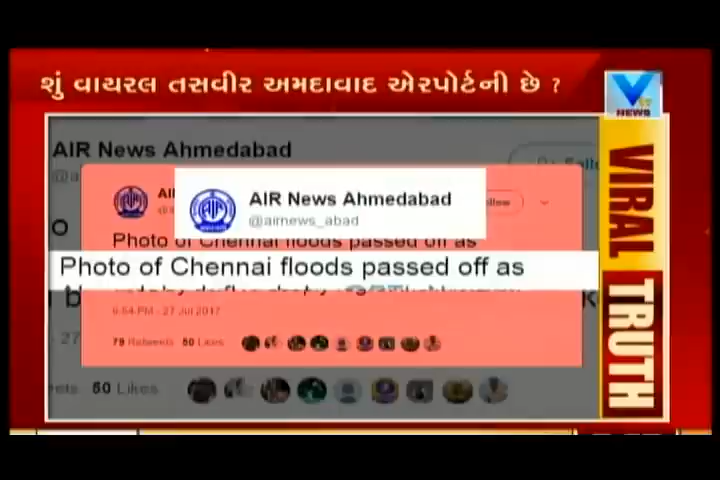 શું વાયરલ તસવીર અમદાવાદ એરપોર્ટની છે ?
VTV
NEWS
VIRAL TRUTH
AIR News Ahmedabad
AIR News Ahmedabad
@airnews_abad
Photo of Chennai floods passed off as
Photo of Chennai floods passed off as
6:54 PM - 27 Jul 2017
79 Retweets 50 Likes
27
50 Likes